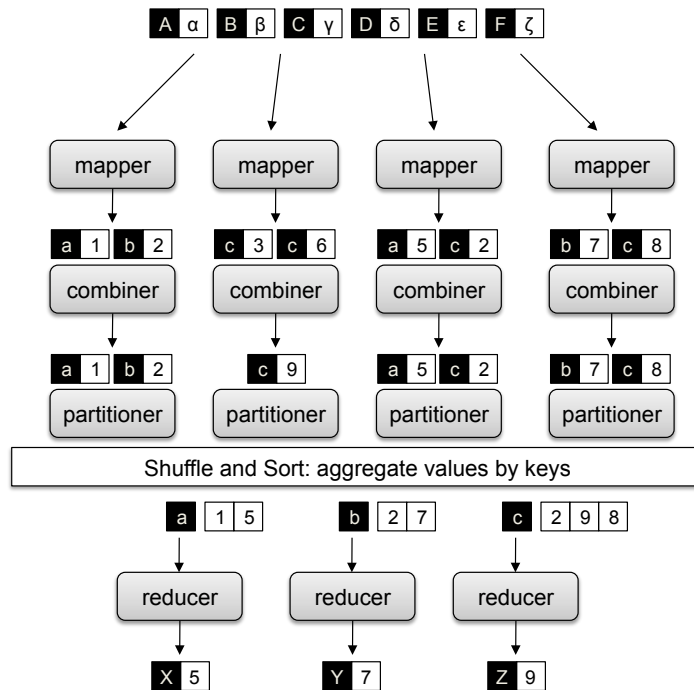 A α B β C γ D δ E ε F ζ
mapper mapper mapper mapper
a 1 b 2 c 3 c 6 a 5 c 2 b 7 c 8
combiner combiner combiner combiner
a 1 b 2 c 9 a 5 c 2 b 7 c 8
partitioner partitioner partitioner partitioner
Shuffle and Sort: aggregate values by keys
a 1 5 b 2 7 c 2 9 8
reducer reducer reducer
X 5 Y 7 Z 9